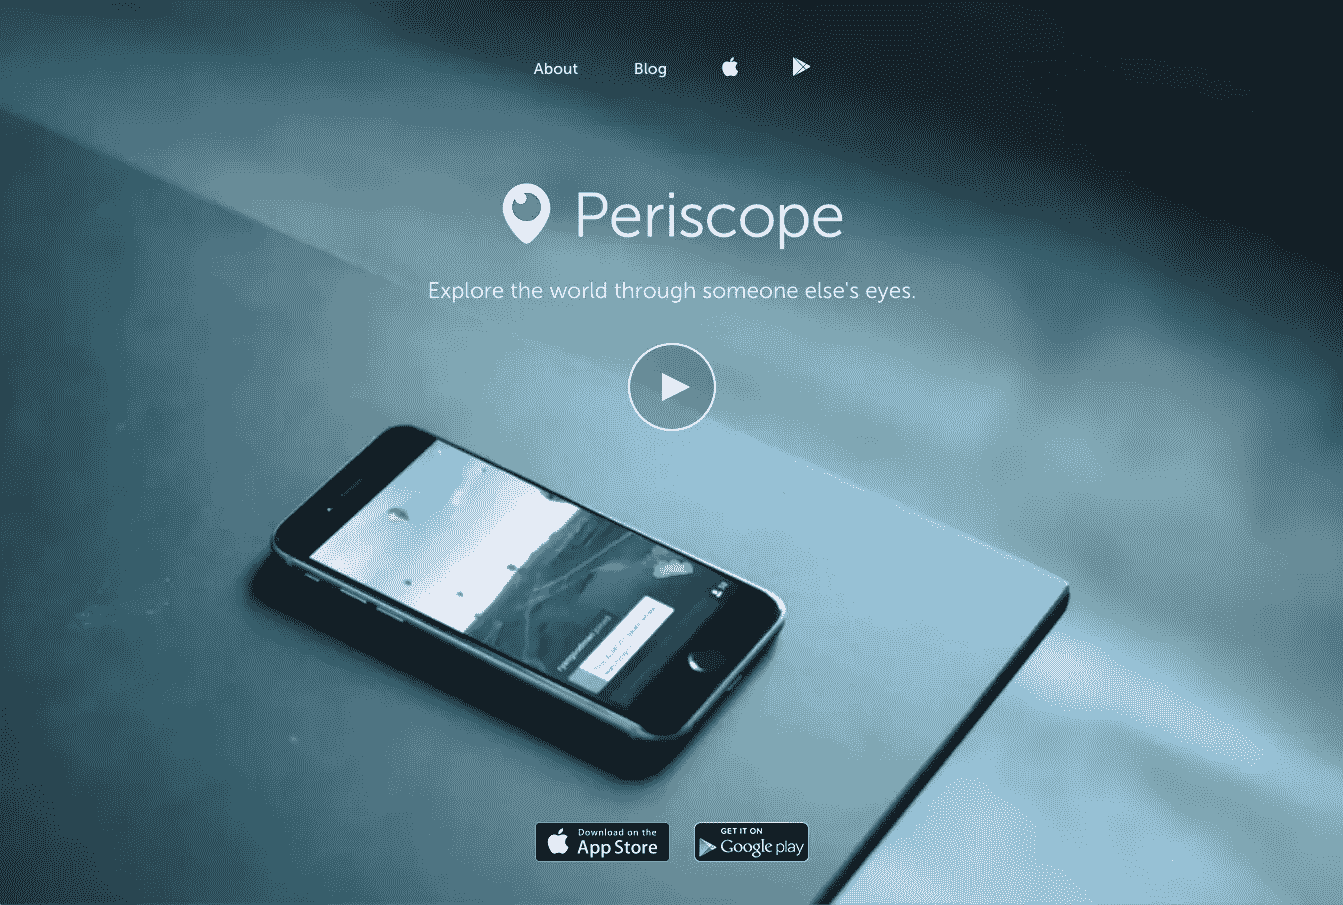 About Blog
Periscope
Explore the world through someone else's eyes.
Download on the
App Store
GET IT ON
Google play